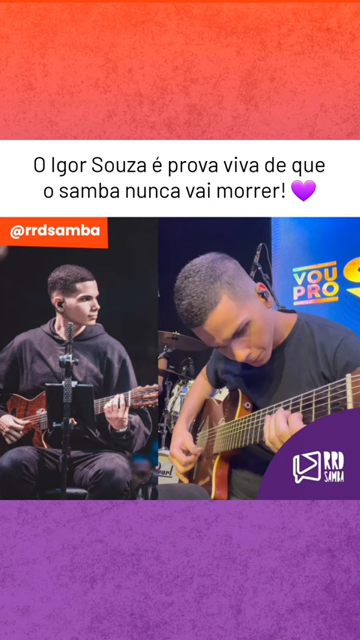 O Igor Souza é prova viva de que
o samba nunca vai morrer! 💜
@rrdsamba
VOU
PRO
S
RRD
SAMBA